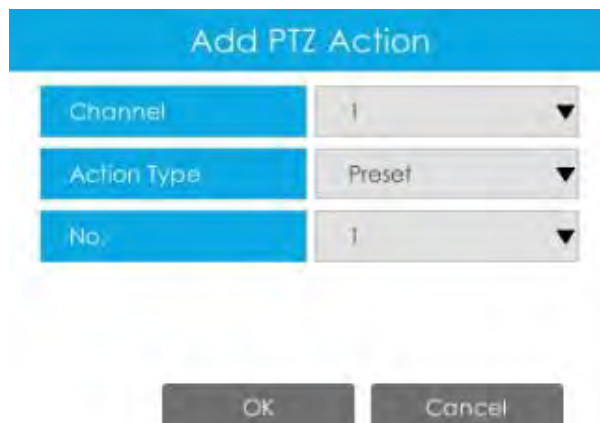 Add PTZ Action
Channel 1
Action Type Preset
No. 1
OK Cancel